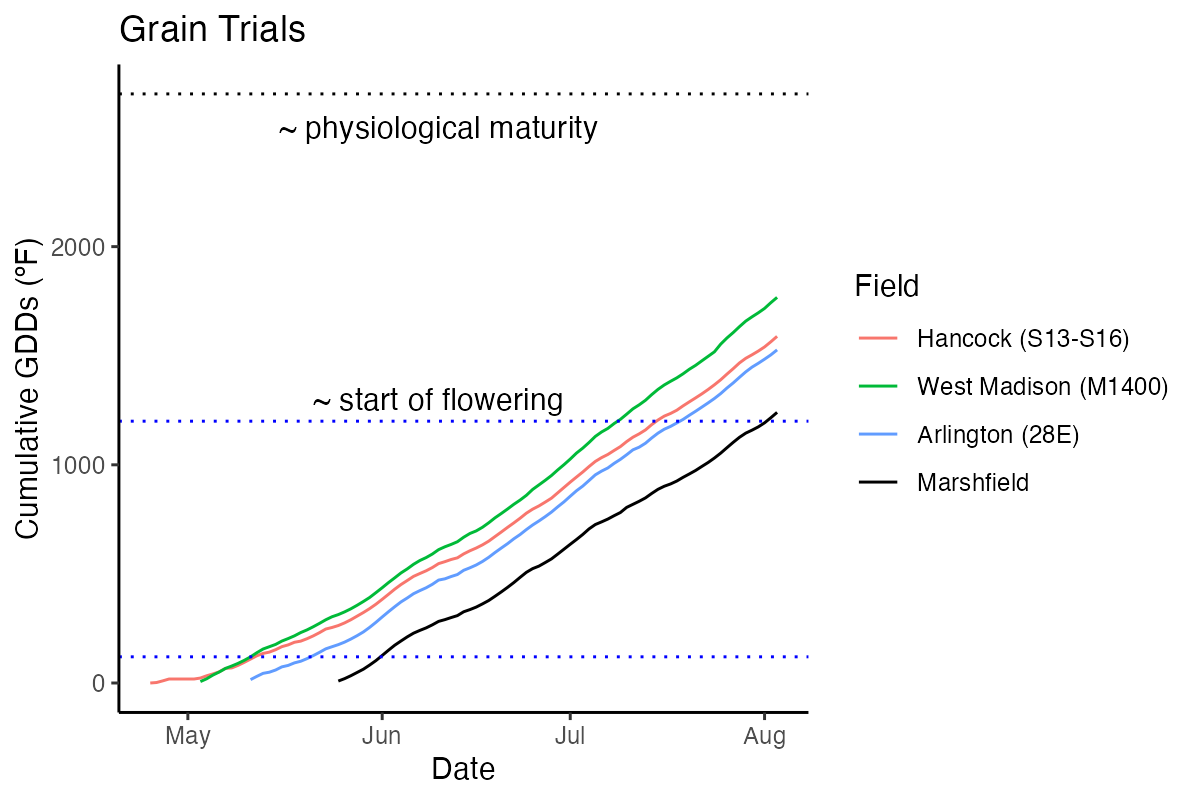 Grain Trials
~ physiological maturity
2000
~ start of flowering
1000
0
Cumulative GDDs (°F)
May
Jun
Jul
Aug
Date
Field
Hancock (S13-S16)
West Madison (M1400)
Arlington (28E)
Marshfield